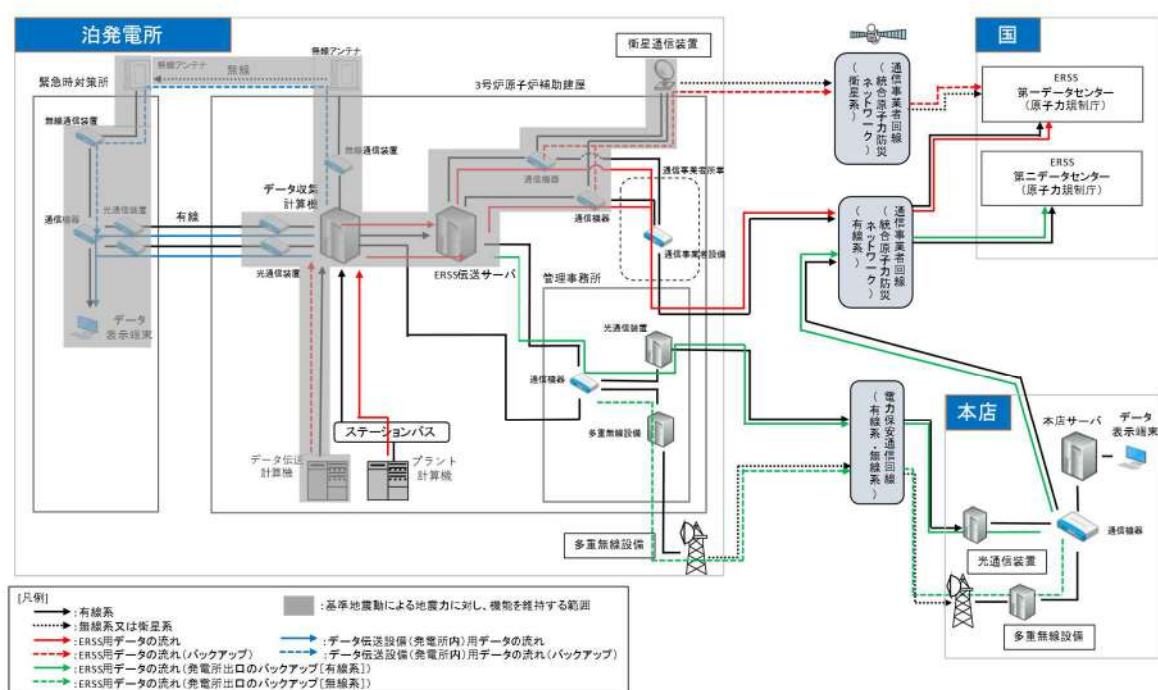 泊発電所
無線アンテナ
衛星通信装置
緊急時対策所
無線アンテナ
無線
3号炉原子炉補助建屋
無線通信装置
無線通信装置
通信機器
通信事業者所掌
データ収集
計算機
通信機器
光通信装置
有線
通信機器
通信事業者設備
光通信装置
ERSS伝送サーバ
管理事務所
データ
表示端末
光通信装置
通信機器
ステーションバス
多重無線設備
データ伝送
計算機
プラント
計算機
多重無線設備
通信事業者回線
(統合原子力防災
ネットワーク)
(衛星系)
通信事業者回線
(統合原子力防災
ネットワーク)
(有線系)
電力保安通信回線
(有線系・無線系)
国
ERSS
第一データセンター
(原子力規制庁)
ERSS
第二データセンター
(原子力規制庁)
本店
本店サーバ
データ
表示端末
通信機器
光通信装置
多重無線設備
[凡例]
:有線系
:無線系又は衛星系
:ERSS用データの流れ
:ERSS用データの流れ(バックアップ)
:ERSS用データの流れ(発電所出口のバックアップ[有線系])
:ERSS用データの流れ(発電所出口のバックアップ[無線系])
:基準地震動による地震力に対し、機能を維持する範囲
:データ伝送設備(発電所内)用データの流れ
:データ伝送設備(発電所内)用データの流れ(バックアップ)